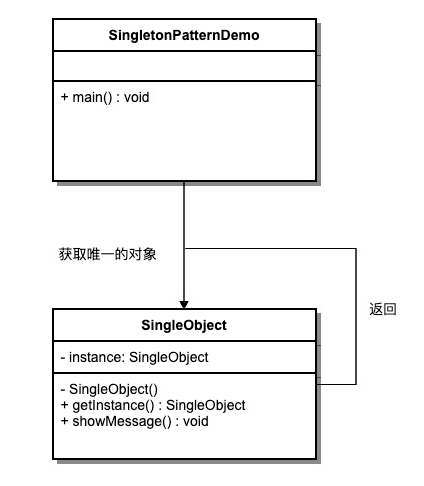 SingletonPatternDemo
+ main() : void
获取唯一的对象
返回
SingleObject
- instance: SingleObject
- SingleObject()
+ getInstance() : SingleObject
+ showMessage() : void